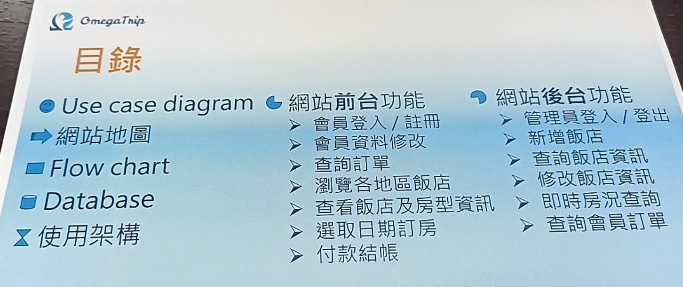 OmegaTrip
目錄
Use case diagram
網站地圖
Flow chart
Database
使用架構
網站前台功能
會員登入 / 註冊
會員資料修改
查詢訂單
瀏覽各地區飯店
查看飯店及房型資訊
選取日期訂房
付款結帳
網站後台功能
管理員登入 / 登出
新增飯店
查詢飯店資訊
修改飯店資訊
即時房況查詢
查詢會員訂單